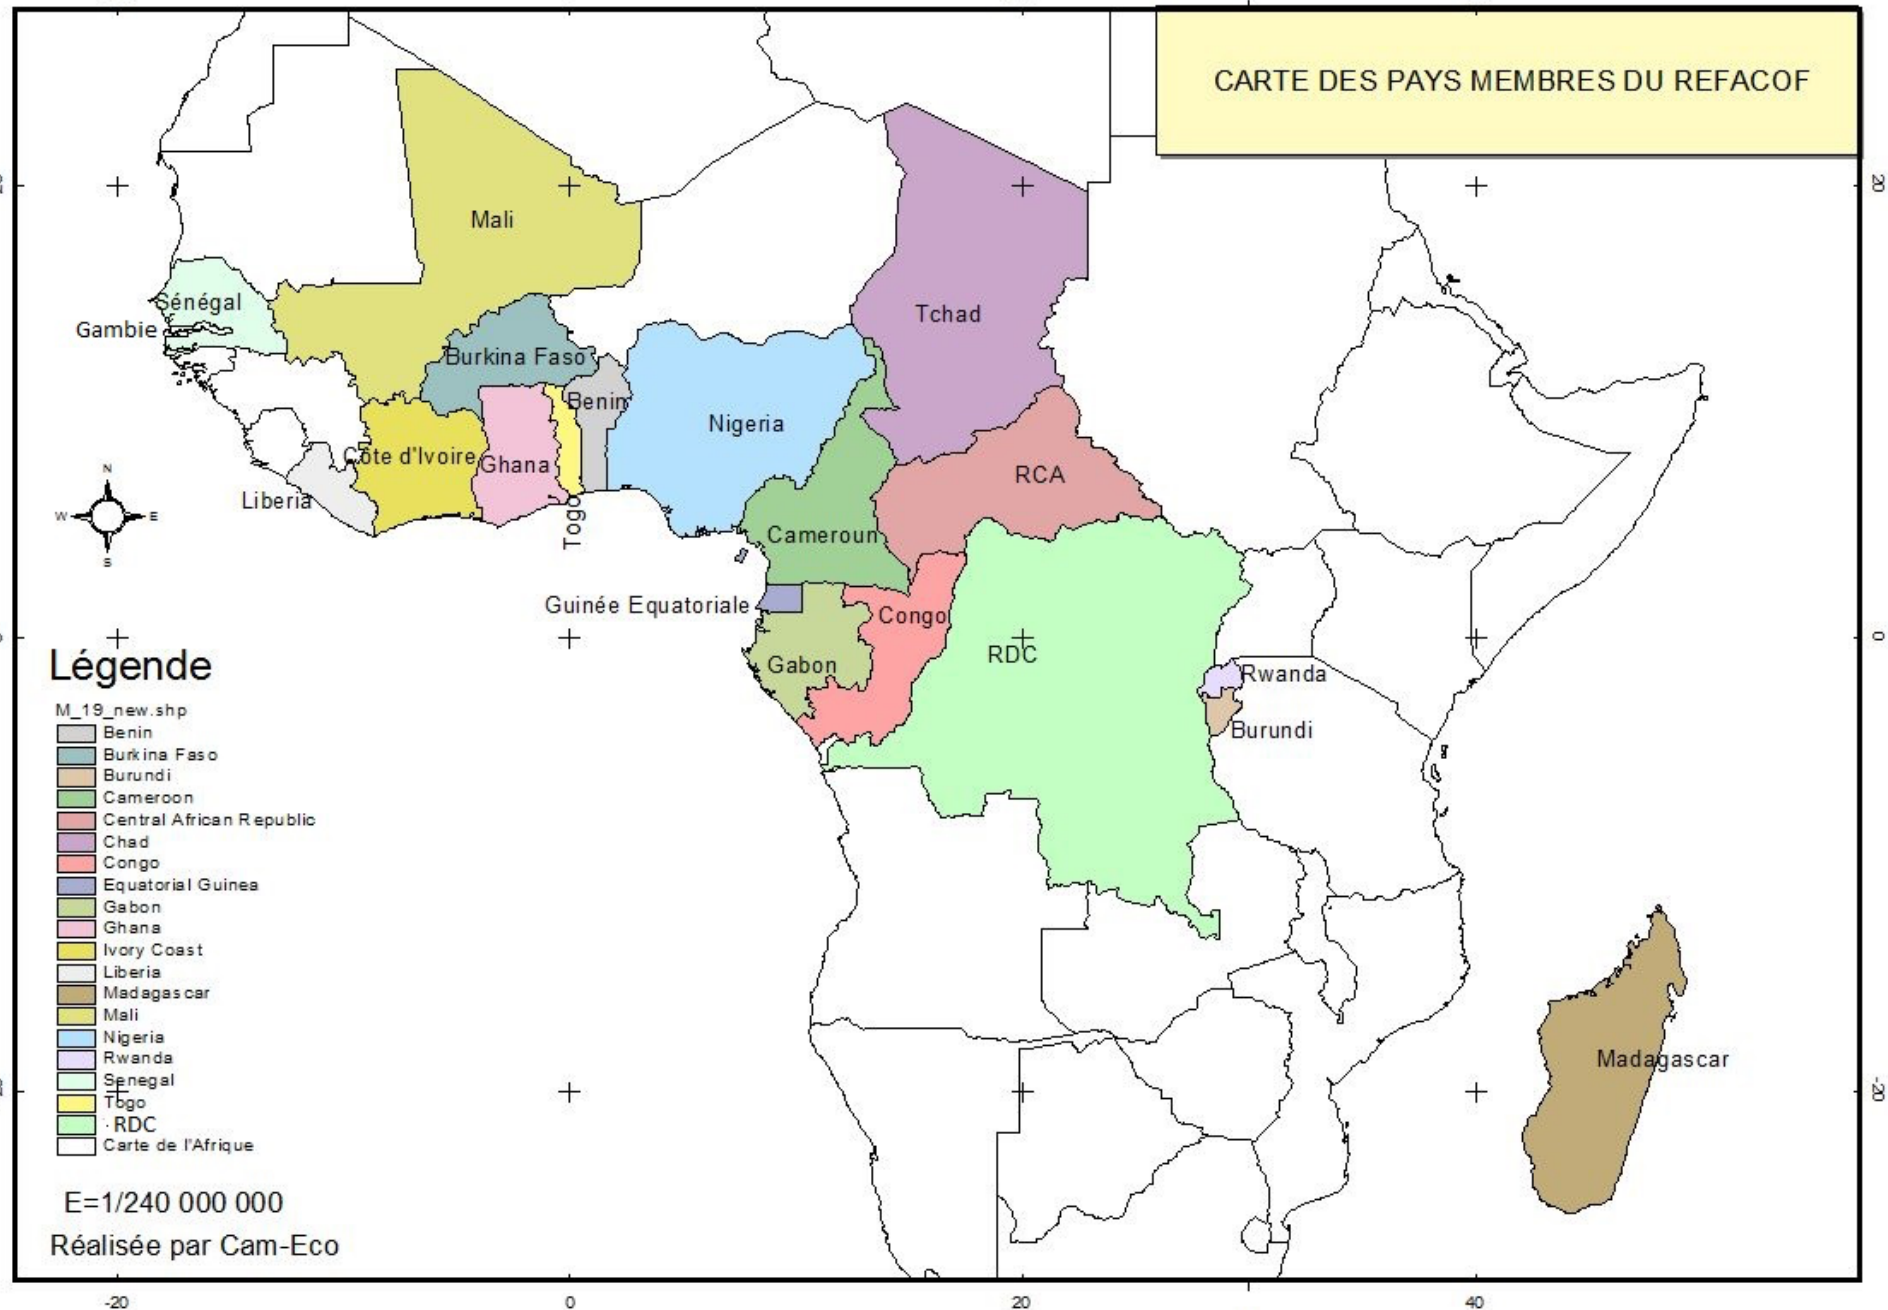 CARTE DES PAYS MEMBRES DU REFACOF
20
20
Mali
Sénégal
Gambie
Tchad
Burkina Faso
Benin
Nigeria
Côte d'Ivoire
Ghana
RCA
Liberia
Togo
N
W
E
S
Cameroun
Guinée Equatoriale
Congo
0
0
RDC
Gabon
Rwanda
Burundi
Madagascar
Légende
M_19_new.shp
Benin
Burkina Faso
Burundi
Cameroon
Central African Republic
Chad
Congo
Equatorial Guinea
Gabon
Ghana
Ivory Coast
Liberia
Madagascar
Mali
Nigeria
Rwanda
Senegal
Togo
RDC
Carte de l'Afrique
-20
E=1/240 000 000
Réalisée par Cam-Eco
-20
0
20
40